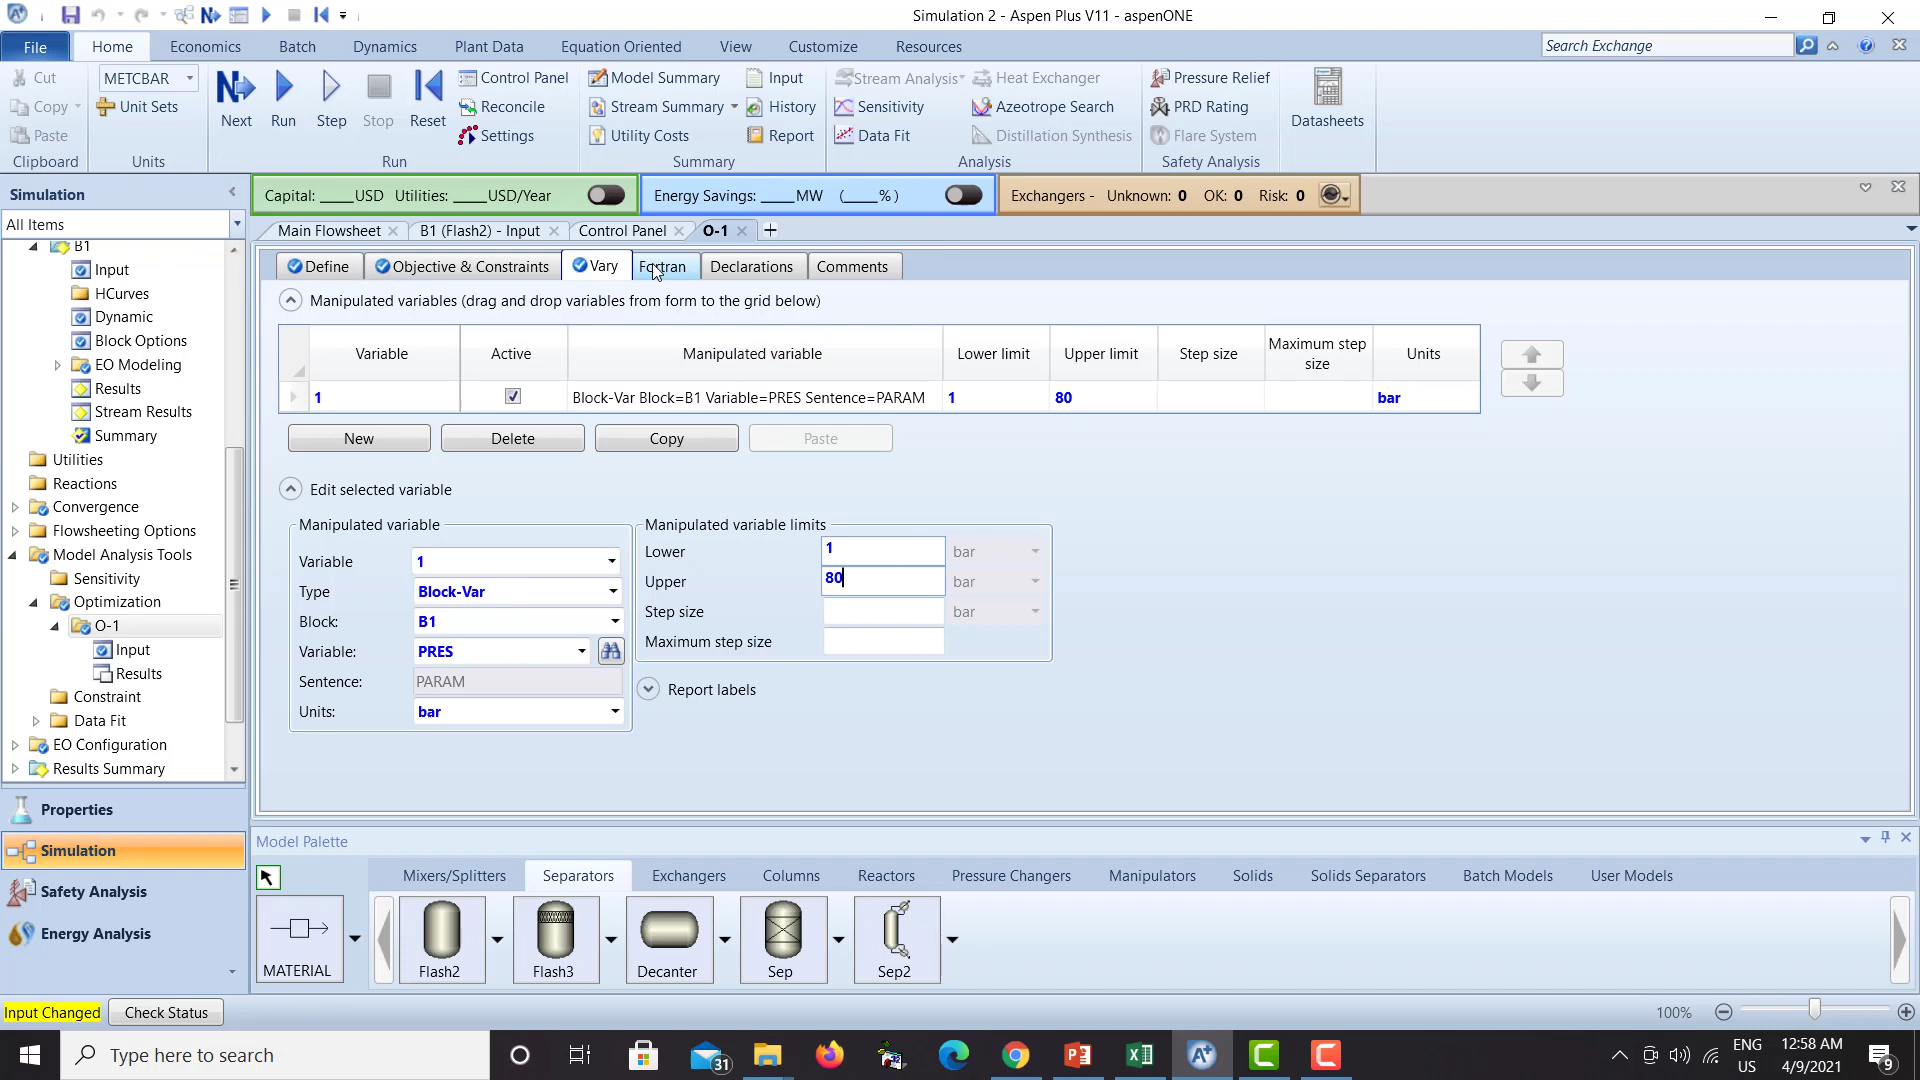 Simulation 2 - Aspen Plus V11 - aspenONE
File Home Economics Batch Dynamics Plant Data Equation Oriented View Customize Resources Search Exchange
Cut METCBAR Control Panel Model Summary Input Stream Analysis Heat Exchanger Pressure Relief
Copy Unit Sets Next Run Step Stop Reset Reconcile Stream Summary History Sensitivity Azeotrope Search PRD Rating Datasheets
Paste Settings Utility Costs Report Data Fit Distillation Synthesis Flare System
Clipboard Units Run Summary Analysis Safety Analysis
Simulation Capital: ____USD Utilities: ____USD/Year Energy Savings: ____MW (____%) Exchangers - Unknown: 0 OK: 0 Risk: 0
All Items Main Flowsheet B1 (Flash2) - Input Control Panel O-1
B1
Input
HCurves
Dynamic
Block Options
EO Modeling
Results
Stream Results
Summary
Utilities
Reactions
Convergence
Flowsheeting Options
Model Analysis Tools
Sensitivity
Optimization
O-1
Input
Results
Constraint
Data Fit
EO Configuration
Results Summary
Properties
Simulation
Safety Analysis
Energy Analysis
Define Objective & Constraints Vary Fortran Declarations Comments
Manipulated variables (drag and drop variables from form to the grid below)
Variable Active Manipulated variable Lower limit Upper limit Step size Maximum step size Units
1 Block-Var Block=B1 Variable=PRES Sentence=PARAM 1 80 bar
New Delete Copy Paste
Edit selected variable
Manipulated variable
Variable 1
Type Block-Var
Block: B1
Variable: PRES
Sentence: PARAM
Units: bar
Manipulated variable limits
Lower 1 bar
Upper 80 bar
Step size bar
Maximum step size
Report labels
Model Palette
Mixers/Splitters Separators Exchangers Columns Reactors Pressure Changers Manipulators Solids Solids Separators Batch Models User Models
MATERIAL Flash2 Flash3 Decanter Sep Sep2
Input Changed Check Status 100%
Type here to search 31 ENG 12:58 AM
US 4/9/2021 9